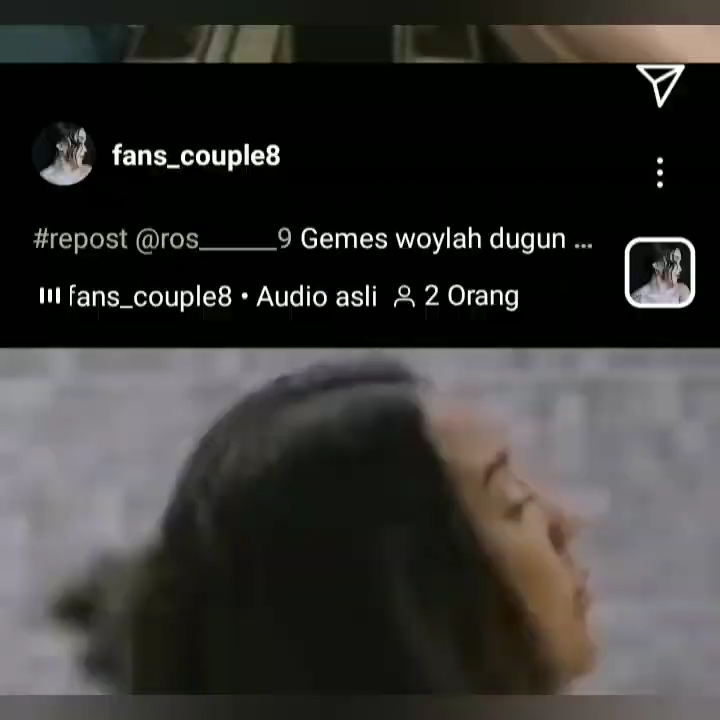 fans_couple8
#repost @ros______9 Gemes woylah dugun ...
fans_couple8 • Audio asli 2 Orang